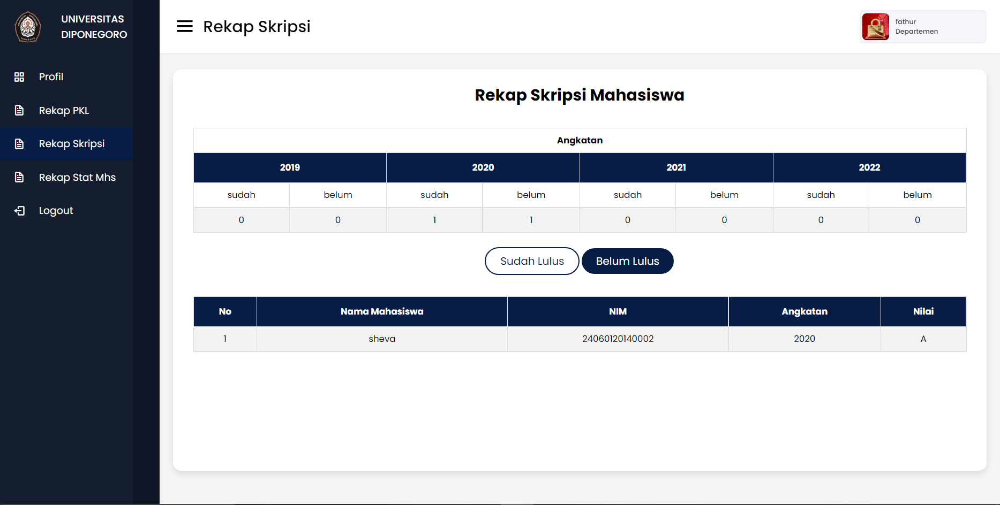 UNIVERSITAS
DIPONEGORO
Profil
Rekap PKL
Rekap Skripsi
Rekap Stat Mhs
Logout
Rekap Skripsi
fathur
Departemen
Rekap Skripsi Mahasiswa
Angkatan
2019 2020 2021 2022
sudah belum sudah belum sudah belum sudah belum
0 0 1 1 0 0 0 0
Sudah Lulus Belum Lulus
No Nama Mahasiswa NIM Angkatan Nilai
1 sheva 24060120140002 2020 A